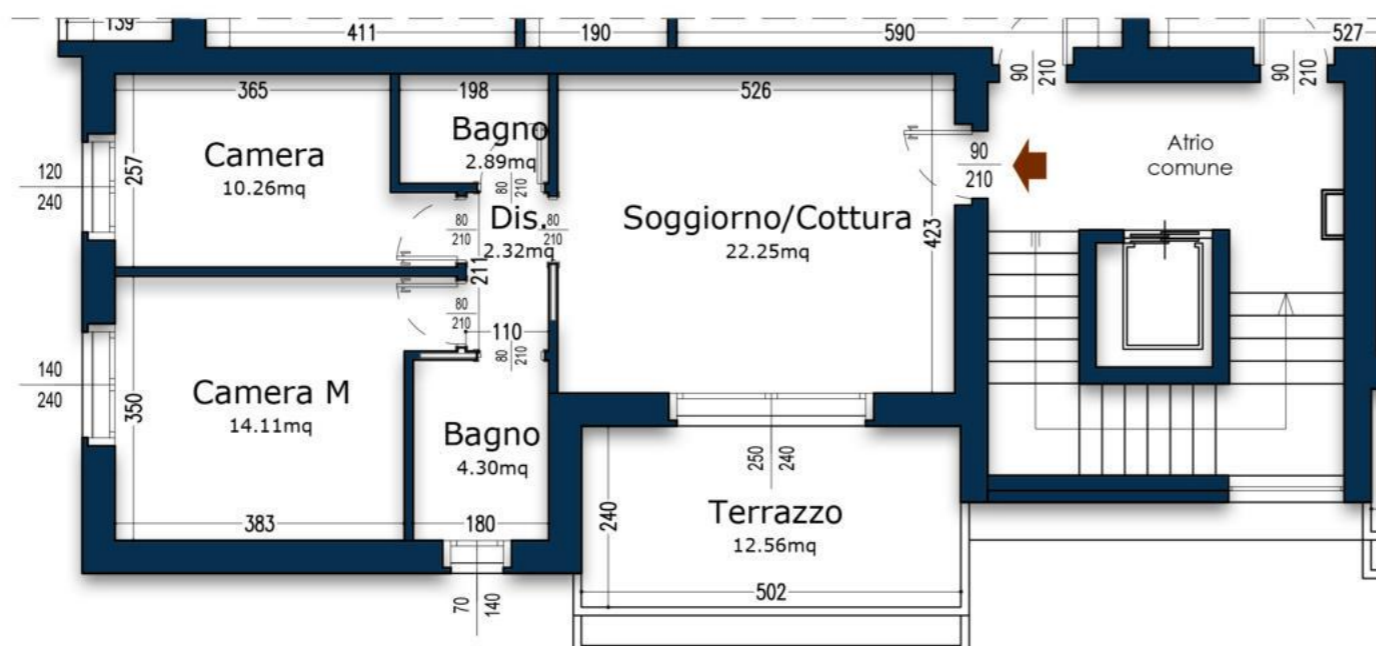 139
411
190
590
527
90
210
90
210
365
198
526
Bagno
2.89mq
Camera
10.26mq
257
120
240
80
210
80
210
Dis.
2.32mq
80
210
211
Soggiorno/Cottura
22.25mq
423
90
210
Atrio
comune
80
210
110
80
210
140
240
350
Camera M
14.11mq
Bagno
4.30mq
383
180
70
140
250
240
240
Terrazzo
12.56mq
502